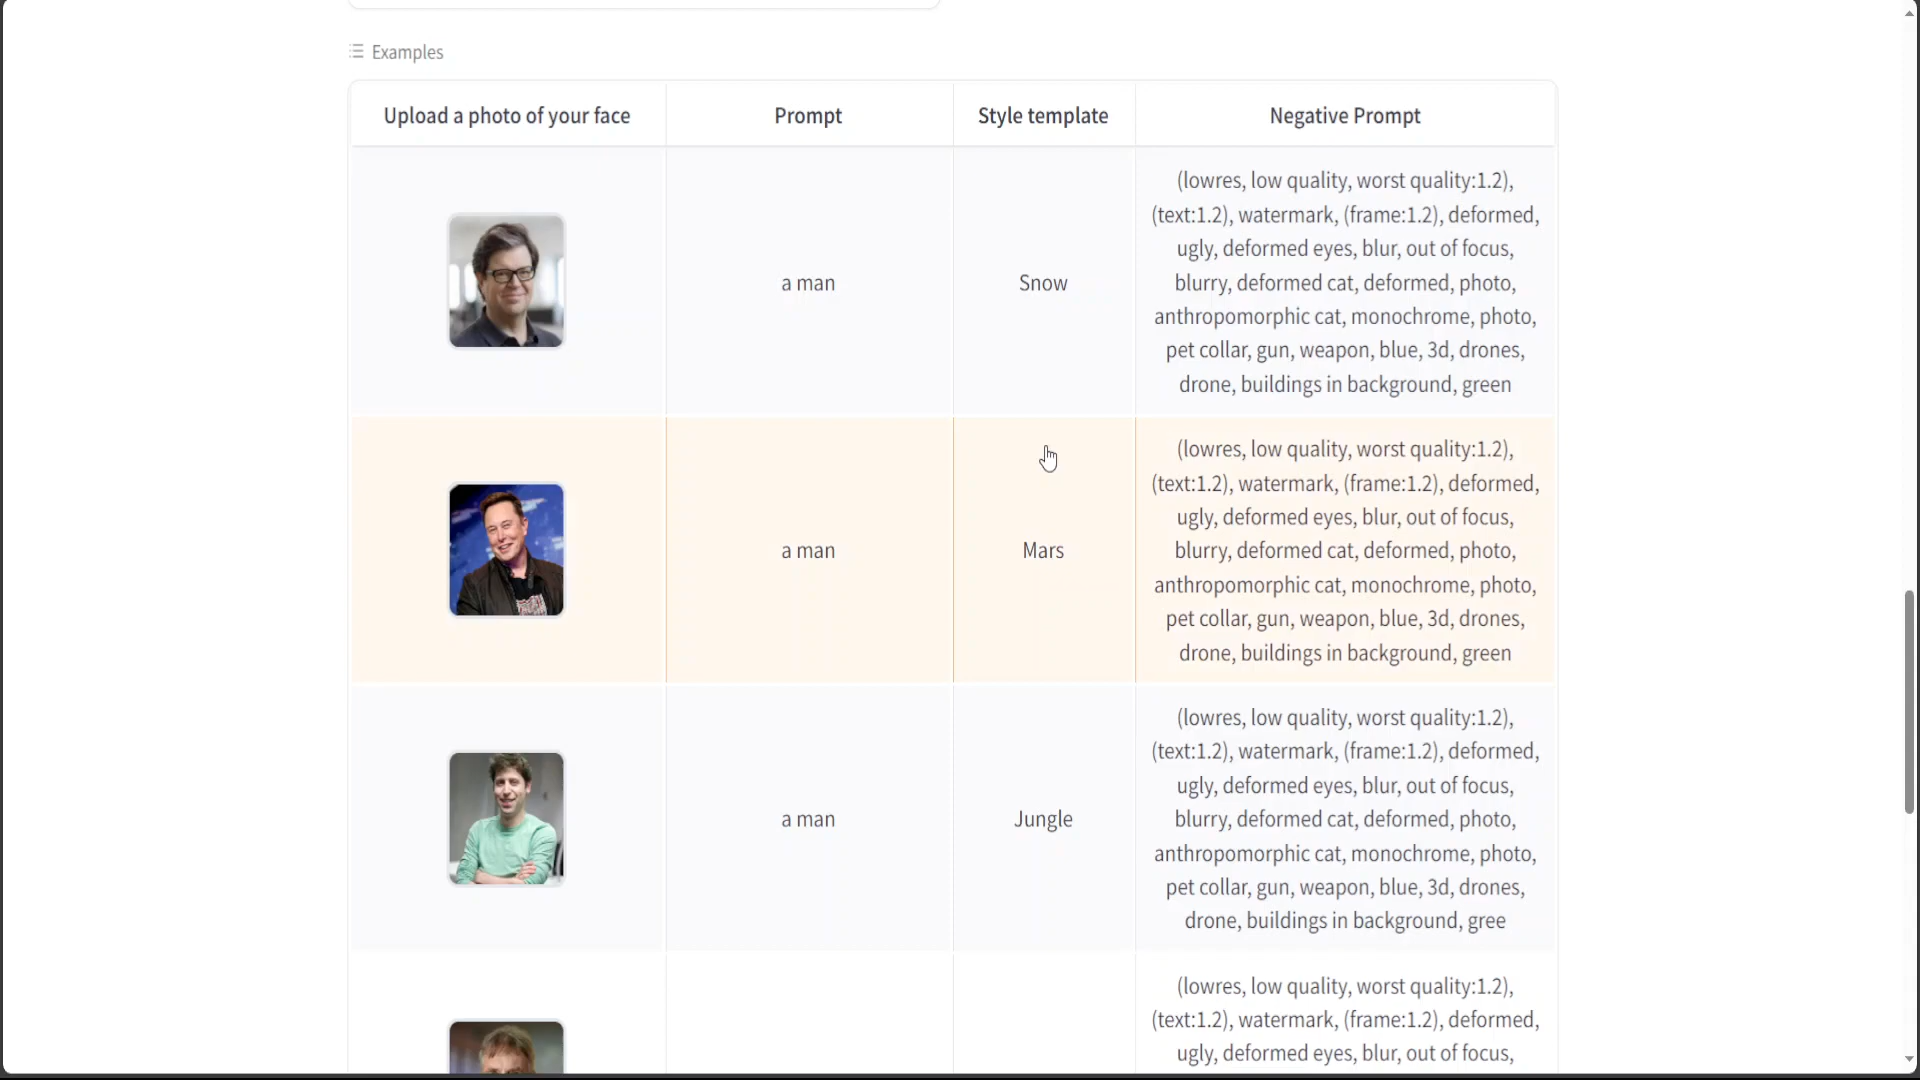 Examples
Upload a photo of your face Prompt Style template Negative Prompt
(lowres, low quality, worst quality:1.2),
(text:1.2), watermark, (frame:1.2), deformed,
ugly, deformed eyes, blur, out of focus,
a man Snow blurry, deformed cat, deformed, photo,
anthropomorphic cat, monochrome, photo,
pet collar, gun, weapon, blue, 3d, drones,
drone, buildings in background, green
(lowres, low quality, worst quality:1.2),
(text:1.2), watermark, (frame:1.2), deformed,
ugly, deformed eyes, blur, out of focus,
a man Mars blurry, deformed cat, deformed, photo,
anthropomorphic cat, monochrome, photo,
pet collar, gun, weapon, blue, 3d, drones,
drone, buildings in background, green
(lowres, low quality, worst quality:1.2),
(text:1.2), watermark, (frame:1.2), deformed,
ugly, deformed eyes, blur, out of focus,
a man Jungle blurry, deformed cat, deformed, photo,
anthropomorphic cat, monochrome, photo,
pet collar, gun, weapon, blue, 3d, drones,
drone, buildings in background, gree
(lowres, low quality, worst quality:1.2),
(text:1.2), watermark, (frame:1.2), deformed,
ugly, deformed eyes, blur, out of focus,